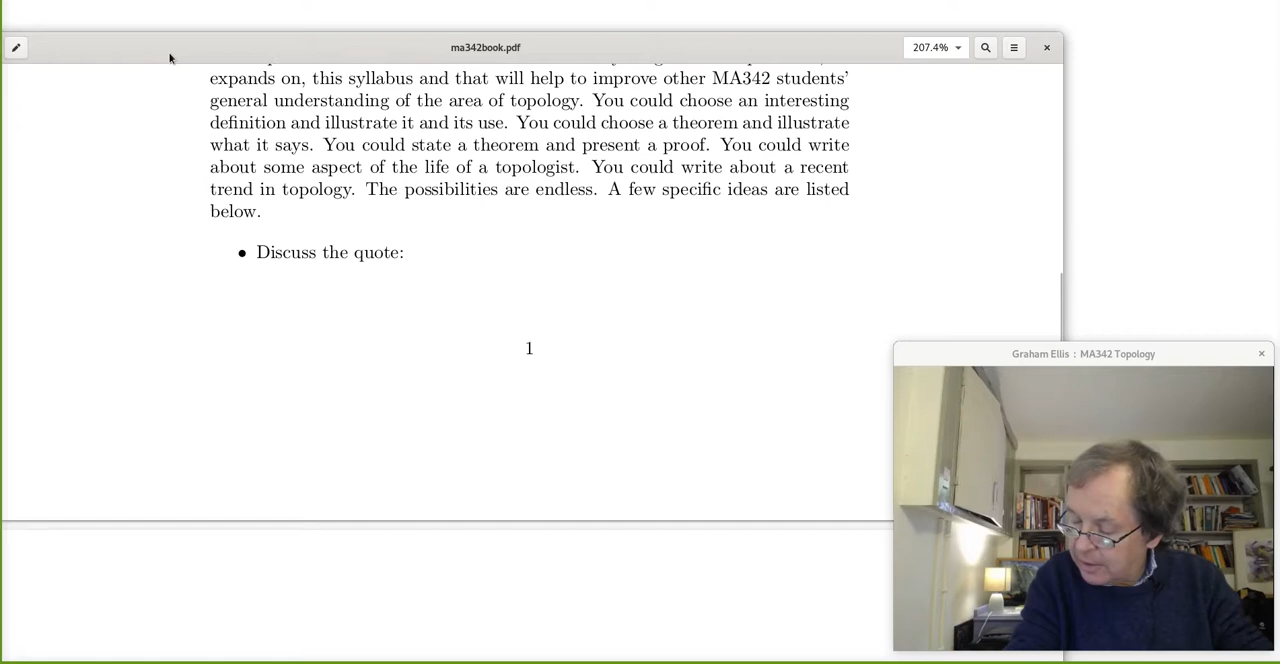 ma342book.pdf
207.4%
expands on, this syllabus and that will help to improve other MA342 students'
general understanding of the area of topology. You could choose an interesting
definition and illustrate it and its use. You could choose a theorem and illustrate
what it says. You could state a theorem and present a proof. You could write
about some aspect of the life of a topologist. You could write about a recent
trend in topology. The possibilities are endless. A few specific ideas are listed
below.
• Discuss the quote:
1
Graham Ellis : MA342 Topology